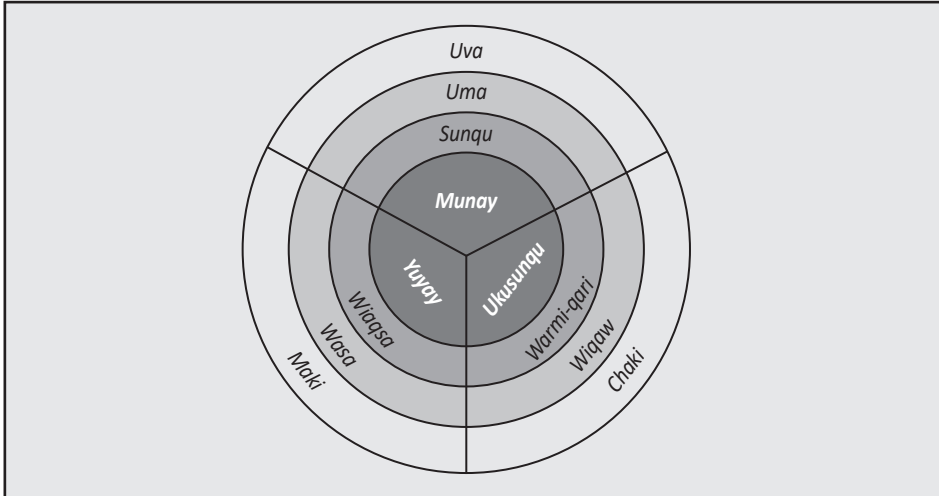 Uva
Uma
Sunqu
Munay
Yuyay
Ukusunqu
Wiaqsa
Warmi-qari
Wasa
Wiqaw
Maki
Chaki